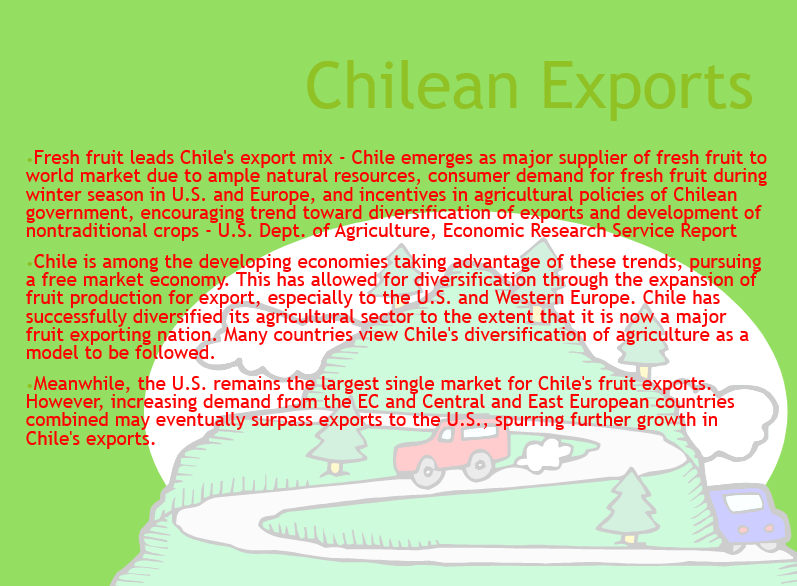 Chilean Exports
•Fresh fruit leads Chile's export mix - Chile emerges as major supplier of fresh fruit to
world market due to ample natural resources, consumer demand for fresh fruit during
winter season in U.S. and Europe, and incentives in agricultural policies of Chilean
government, encouraging trend toward diversification of exports and development of
nontraditional crops - U.S. Dept. of Agriculture, Economic Research Service Report
•Chile is among the developing economies taking advantage of these trends, pursuing
a free market economy. This has allowed for diversification through the expansion of
fruit production for export, especially to the U.S. and Western Europe. Chile has
successfully diversified its agricultural sector to the extent that it is now a major
fruit exporting nation. Many countries view Chile's diversification of agriculture as a
model to be followed.
•Meanwhile, the U.S. remains the largest single market for Chile's fruit exports.
However, increasing demand from the EC and Central and East European countries
combined may eventually surpass exports to the U.S., spurring further growth in
Chile's exports.